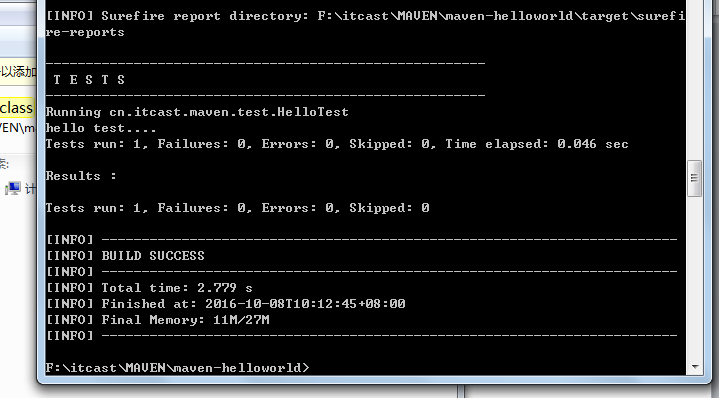 [INFO] Surefire report directory: F:\itcast\MAVEN\maven-helloworld\target\surefi
re-reports
-------------------------------------------------------
T E S T S
-------------------------------------------------------
Running cn.itcast.maven.test.HelloTest
hello test....
Tests run: 1, Failures: 0, Errors: 0, Skipped: 0, Time elapsed: 0.046 sec
Results :
Tests run: 1, Failures: 0, Errors: 0, Skipped: 0
[INFO] ------------------------------------------------------------------------
[INFO] BUILD SUCCESS
[INFO] ------------------------------------------------------------------------
[INFO] Total time: 2.779 s
[INFO] Finished at: 2016-10-08T10:12:45+08:00
[INFO] Final Memory: 11M/27M
[INFO] ------------------------------------------------------------------------
F:\itcast\MAVEN\maven-helloworld>
以添加
class
VEN\m
索:
计